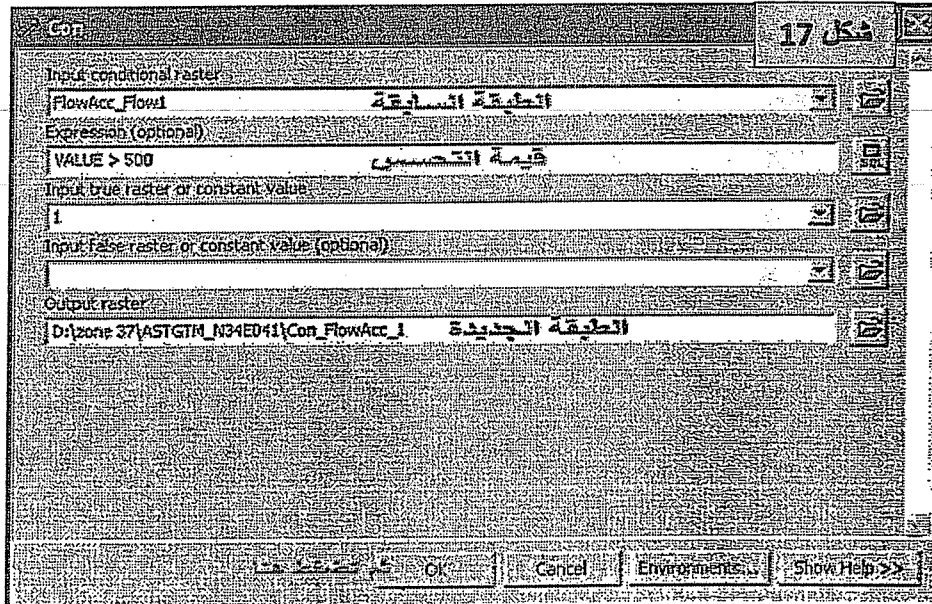 Con
شكل 17
Input conditional raster
FlowAcc_Flow1 الطبقة السابقة
Expression (optional)
VALUE > 500 قيمة التحسس
Input true raster or constant value
1
Input false raster or constant value (optional)
Output raster
D:\zone 37\ASTGTM_N34E041\Con_FlowAcc_1 الطبقة الجديدة
OK Cancel Environments... Show Help >>